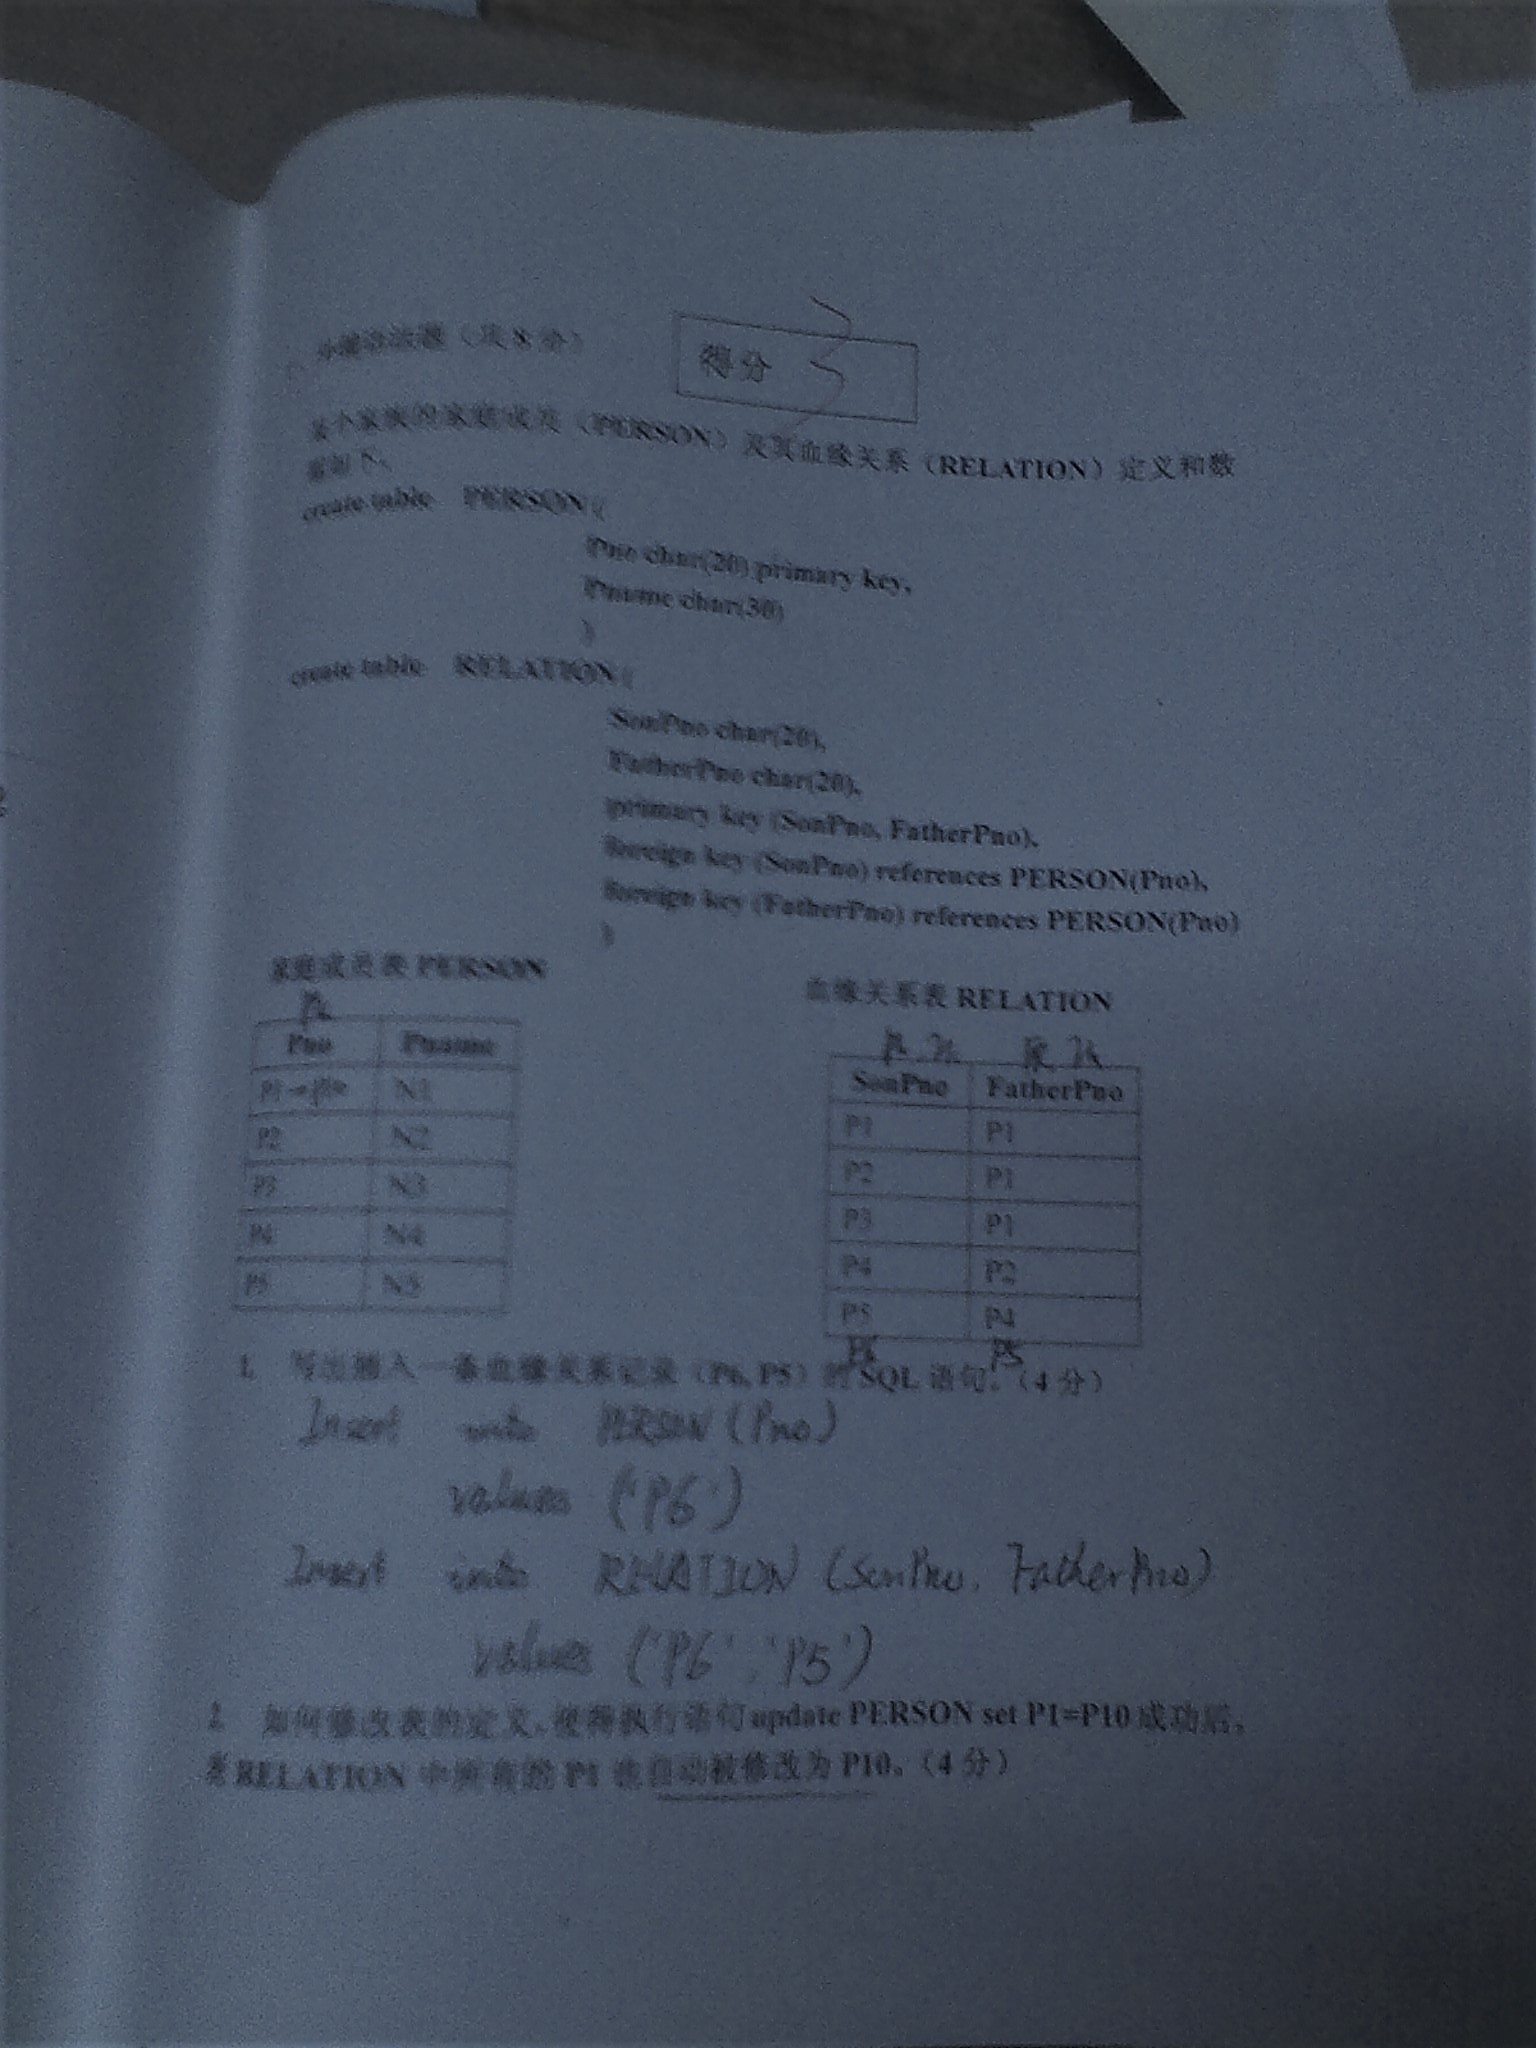 （共8分）
得分
某个家族的家庭成员（PERSON）及其血缘关系（RELATION）定义和数
据如下。
create table PERSON(
Pno char(20) primary key,
Pname char(30)
)
create table RELATION(
SonPno char(20),
FatherPno char(20),
primary key (SonPno, FatherPno),
foreign key (SonPno) references PERSON(Pno),
foreign key (FatherPno) references PERSON(Pno)
)
家庭成员表 PERSON
血缘关系表 RELATION
Pno Pname
P1 N1
P2 N2
P3 N3
P4 N4
P5 N5
SonPno FatherPno
P1 P1
P2 P1
P3 P1
P4 P2
P5 P4
P6 P5
1. 写出插入一条血缘关系记录（P6, P5）的 SQL 语句。（4 分）
Insert into PERSON (Pno)
values ('P6')
Insert into RELATION (SonPno, FatherPno)
values ('P6', 'P5')
2. 如何修改表的定义，使得执行语句 update PERSON set P1=P10 成功后，
表 RELATION 中所有的 P1 也自动被修改为 P10。（4 分）